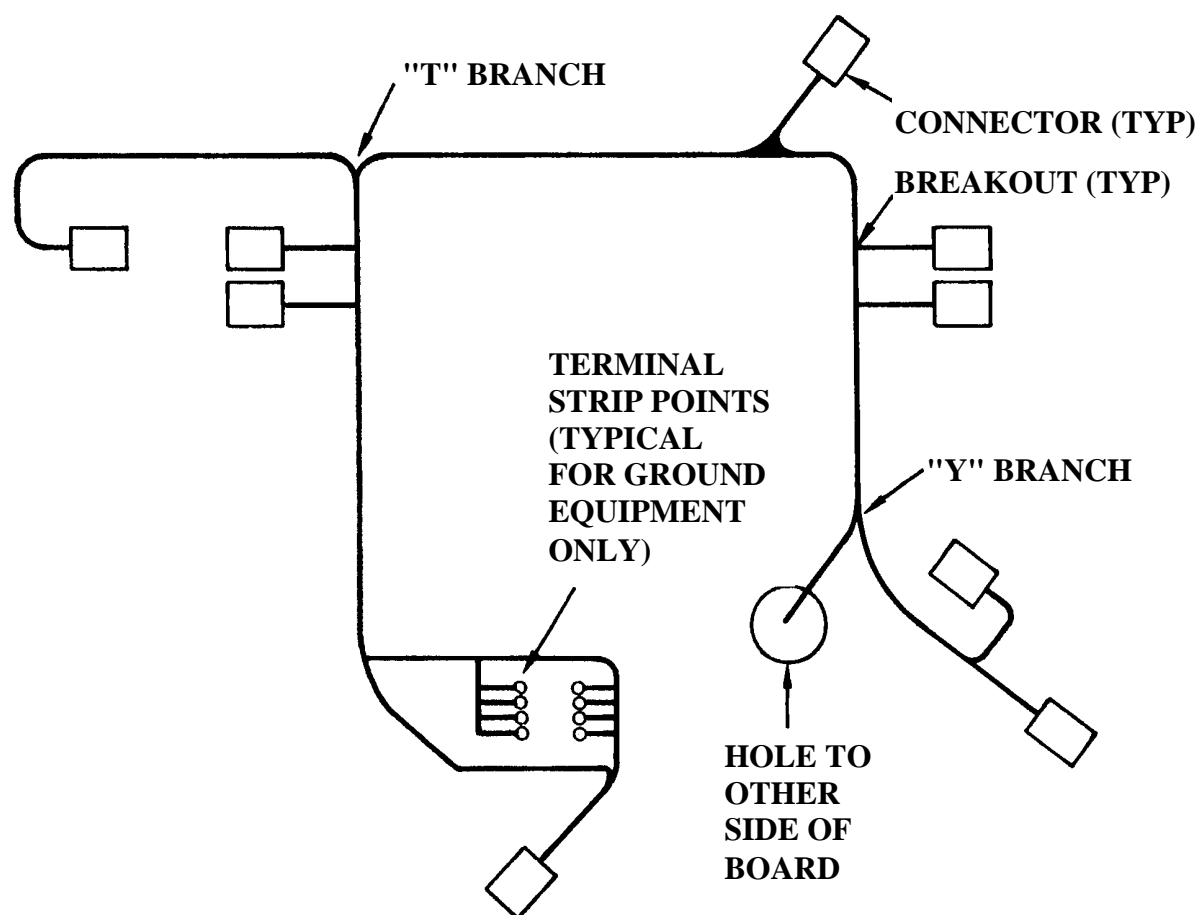 "T" BRANCH
CONNECTOR (TYP)
BREAKOUT (TYP)
TERMINAL
STRIP POINTS
(TYPICAL
FOR GROUND
EQUIPMENT
ONLY)
"Y" BRANCH
HOLE TO
OTHER
SIDE OF
BOARD